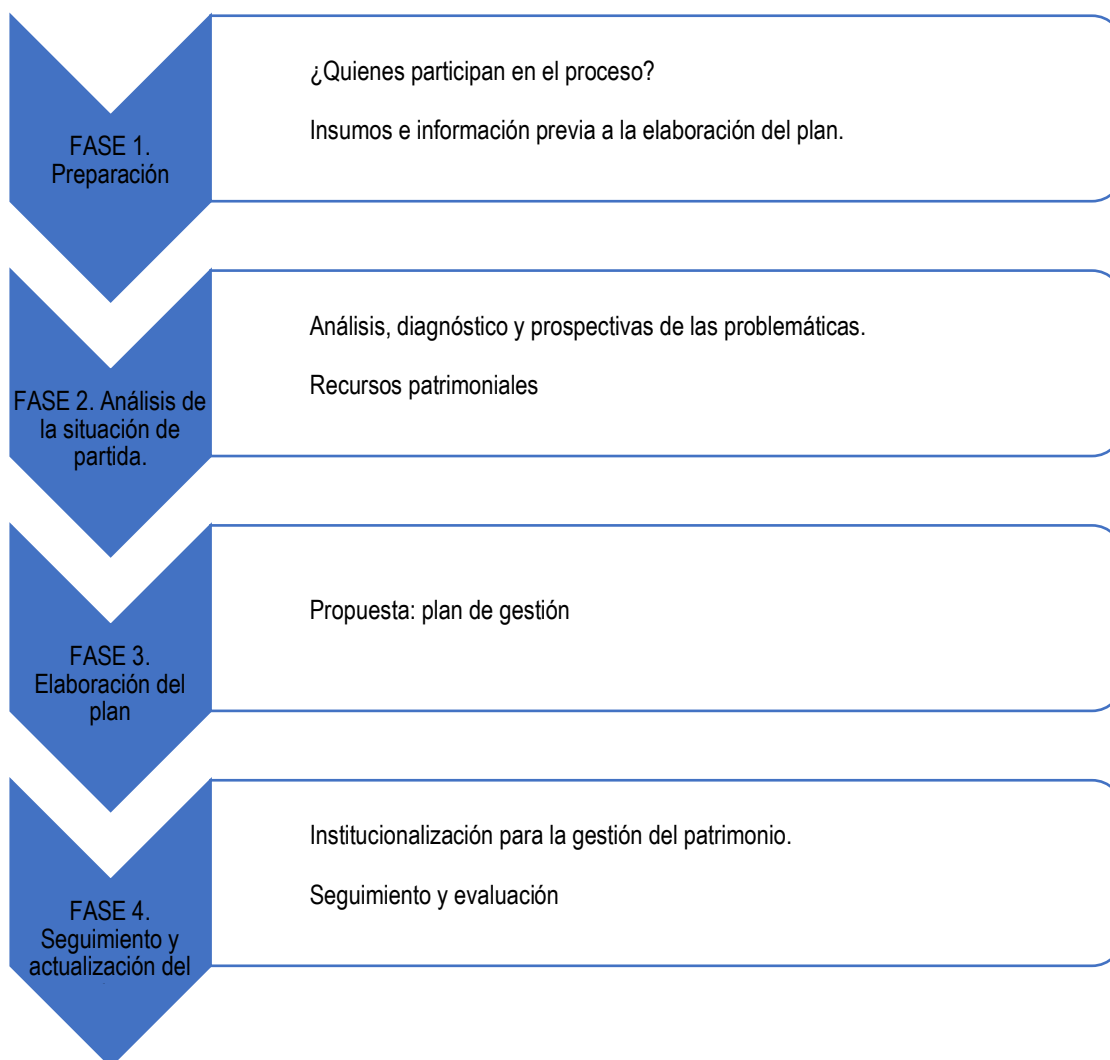 FASE 1.
Preparación
¿Quienes participan en el proceso?
Insumos e información previa a la elaboración del plan.
FASE 2. Análisis de
la situación de
partida.
Análisis, diagnóstico y prospectivas de las problemáticas.
Recursos patrimoniales
FASE 3.
Elaboración del
plan
Propuesta: plan de gestión
FASE 4.
Seguimiento y
actualización del
Institucionalización para la gestión del patrimonio.
Seguimiento y evaluación